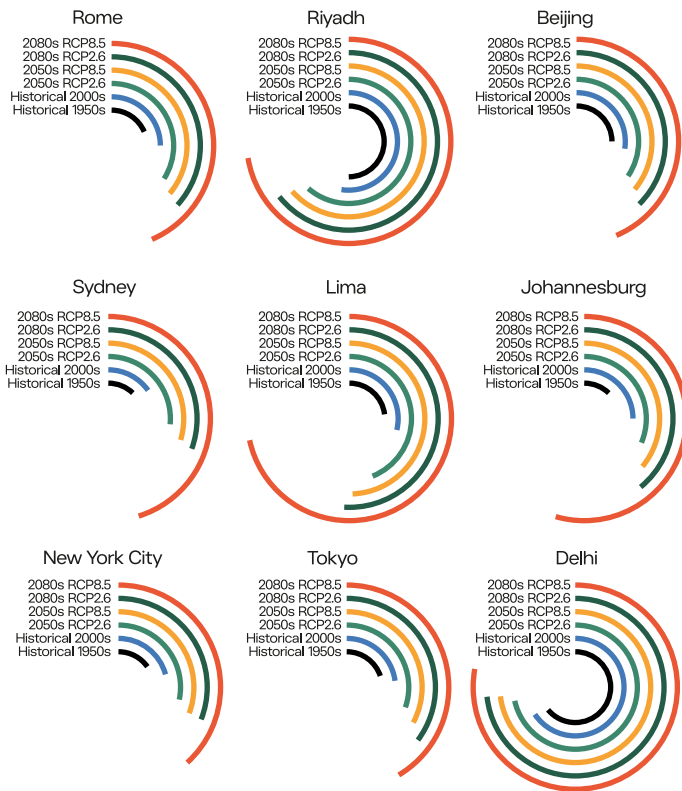 Rome
2080s RCP8.5
2080s RCP2.6
2050s RCP8.5
2050s RCP2.6
Historical 2000s
Historical 1950s
Riyadh
2080s RCP8.5
2080s RCP2.6
2050s RCP8.5
2050s RCP2.6
Historical 2000s
Historical 1950s
Beijing
2080s RCP8.5
2080s RCP2.6
2050s RCP8.5
2050s RCP2.6
Historical 2000s
Historical 1950s
Sydney
2080s RCP8.5
2080s RCP2.6
2050s RCP8.5
2050s RCP2.6
Historical 2000s
Historical 1950s
Lima
2080s RCP8.5
2080s RCP2.6
2050s RCP8.5
2050s RCP2.6
Historical 2000s
Historical 1950s
Johannesburg
2080s RCP8.5
2080s RCP2.6
2050s RCP8.5
2050s RCP2.6
Historical 2000s
Historical 1950s
New York City
2080s RCP8.5
2080s RCP2.6
2050s RCP8.5
2050s RCP2.6
Historical 2000s
Historical 1950s
Tokyo
2080s RCP8.5
2080s RCP2.6
2050s RCP8.5
2050s RCP2.6
Historical 2000s
Historical 1950s
Delhi
2080s RCP8.5
2080s RCP2.6
2050s RCP8.5
2050s RCP2.6
Historical 2000s
Historical 1950s